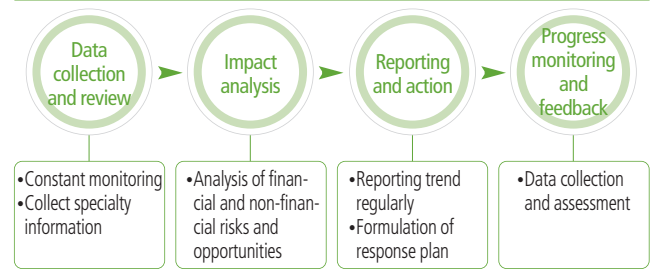 Data
collection
and review
Impact
analysis
Reporting
and action
Progress
monitoring
and
feedback
•Constant monitoring
•Collect specialty
information
•Analysis of finan-
cial and non-finan-
cial risks and
opportunities
•Reporting trend
regularly
•Formulation of
response plan
•Data collection
and assessment